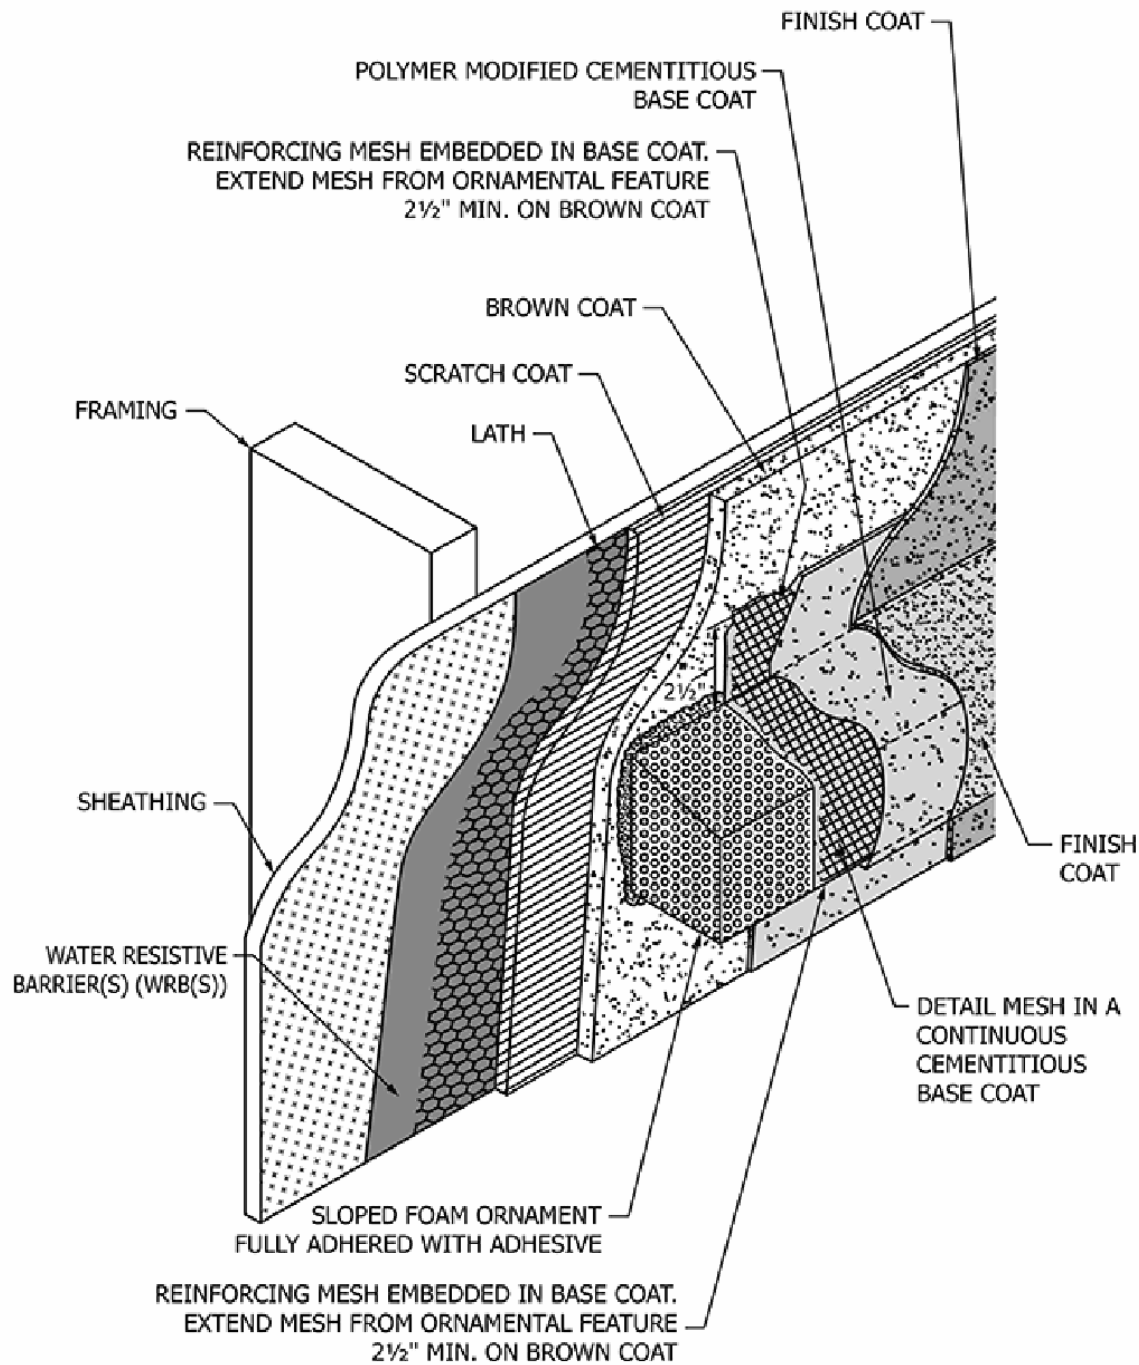 FINISH COAT
POLYMER MODIFIED CEMENTITIOUS
BASE COAT
REINFORCING MESH EMBEDDED IN BASE COAT.
EXTEND MESH FROM ORNAMENTAL FEATURE
2½" MIN. ON BROWN COAT
BROWN COAT
SCRATCH COAT
FRAMING
LATH
2½"
SHEATHING
FINISH
COAT
WATER RESISTIVE
BARRIER(S) (WRB(S))
DETAIL MESH IN A
CONTINUOUS
CEMENTITIOUS
BASE COAT
SLOPED FOAM ORNAMENT
FULLY ADHERED WITH ADHESIVE
REINFORCING MESH EMBEDDED IN BASE COAT.
EXTEND MESH FROM ORNAMENTAL FEATURE
2½" MIN. ON BROWN COAT